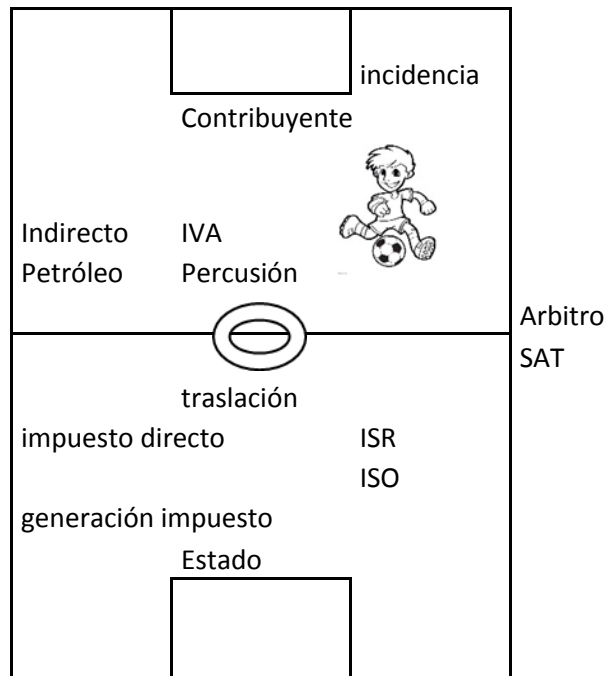 incidencia
Contribuyente
Indirecto IVA
Petróleo Percusión
Arbitro
SAT
traslación
impuesto directo ISR
ISO
generación impuesto
Estado